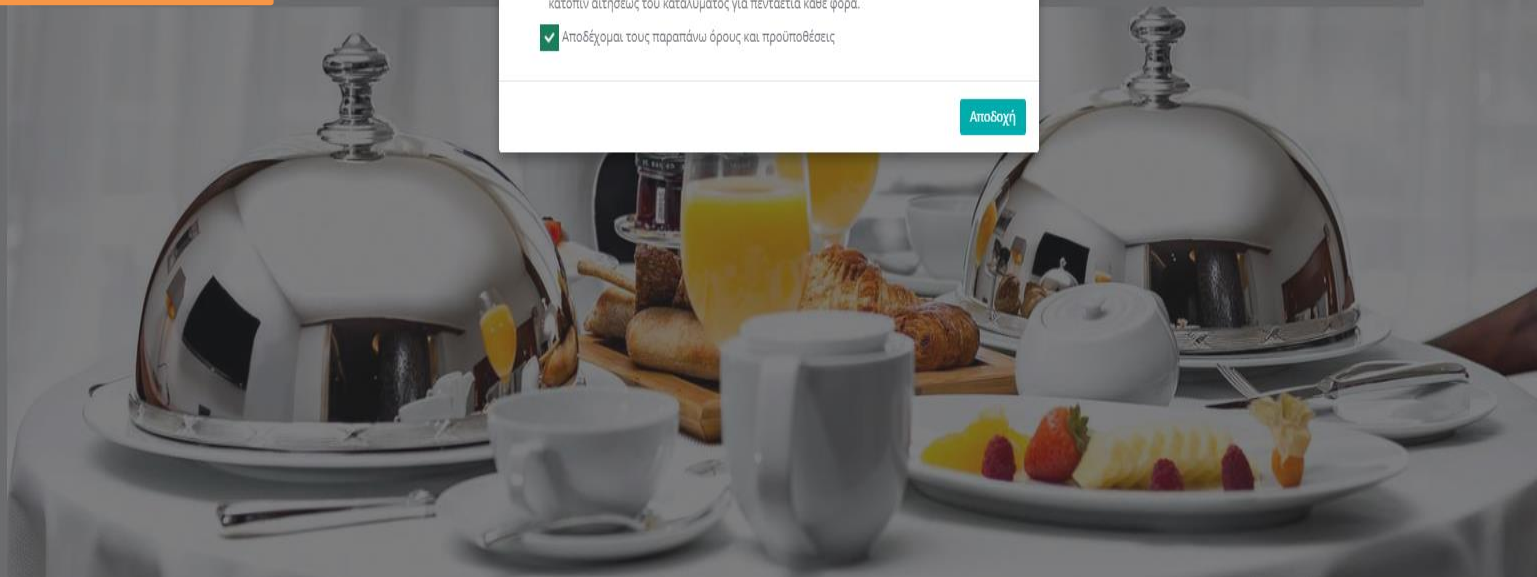 κατόπιν αιτήσεως του καταλύματος για πενταετία κάθε φορά.
Αποδέχομαι τους παραπάνω όρους και προϋποθέσεις
Αποδοχή